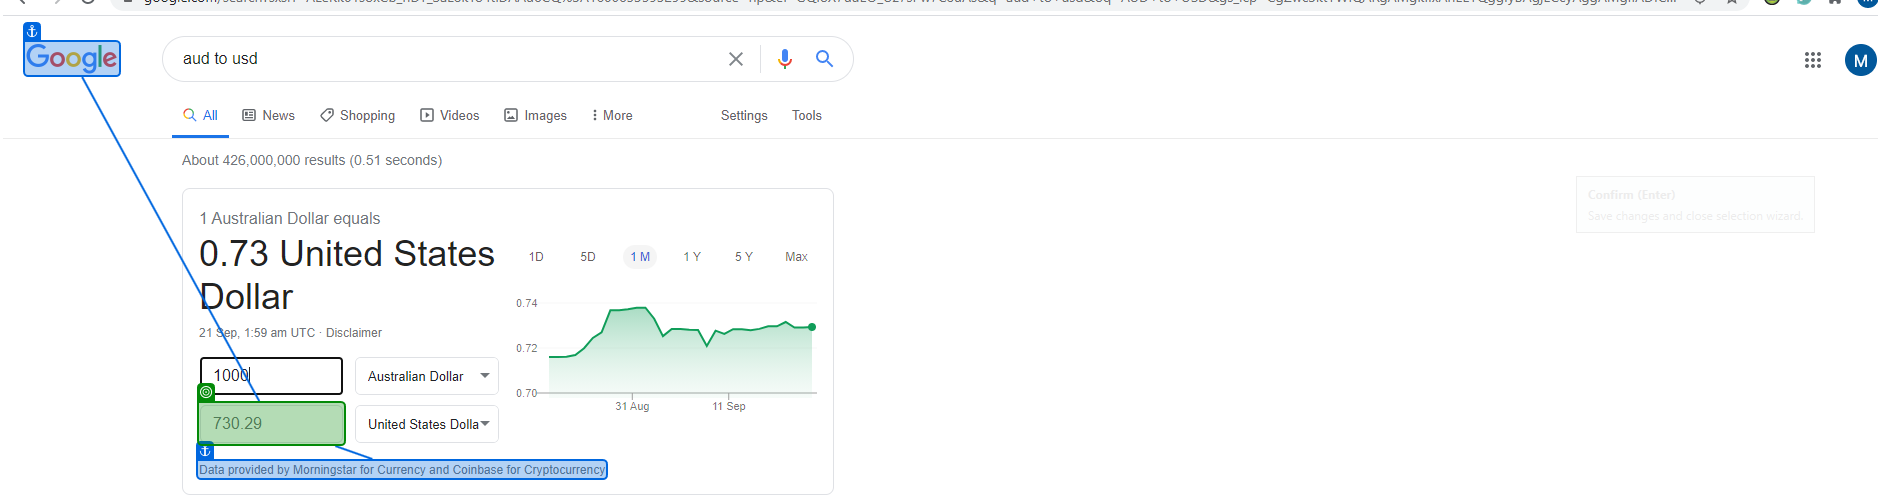 Google
aud to usd
M
All News Shopping Videos Images More Settings Tools
About 426,000,000 results (0.51 seconds)
Confirm (Enter)
Save changes and close selection wizard.
1 Australian Dollar equals
0.73 United States
Dollar
21 Sep, 1:59 am UTC · Disclaimer
1D 5D 1M 1Y 5Y Max
0.74
0.72
0.70
31 Aug 11 Sep
1000 Australian Dollar
730.29 United States Dolla
Data provided by Morningstar for Currency and Coinbase for Cryptocurrency